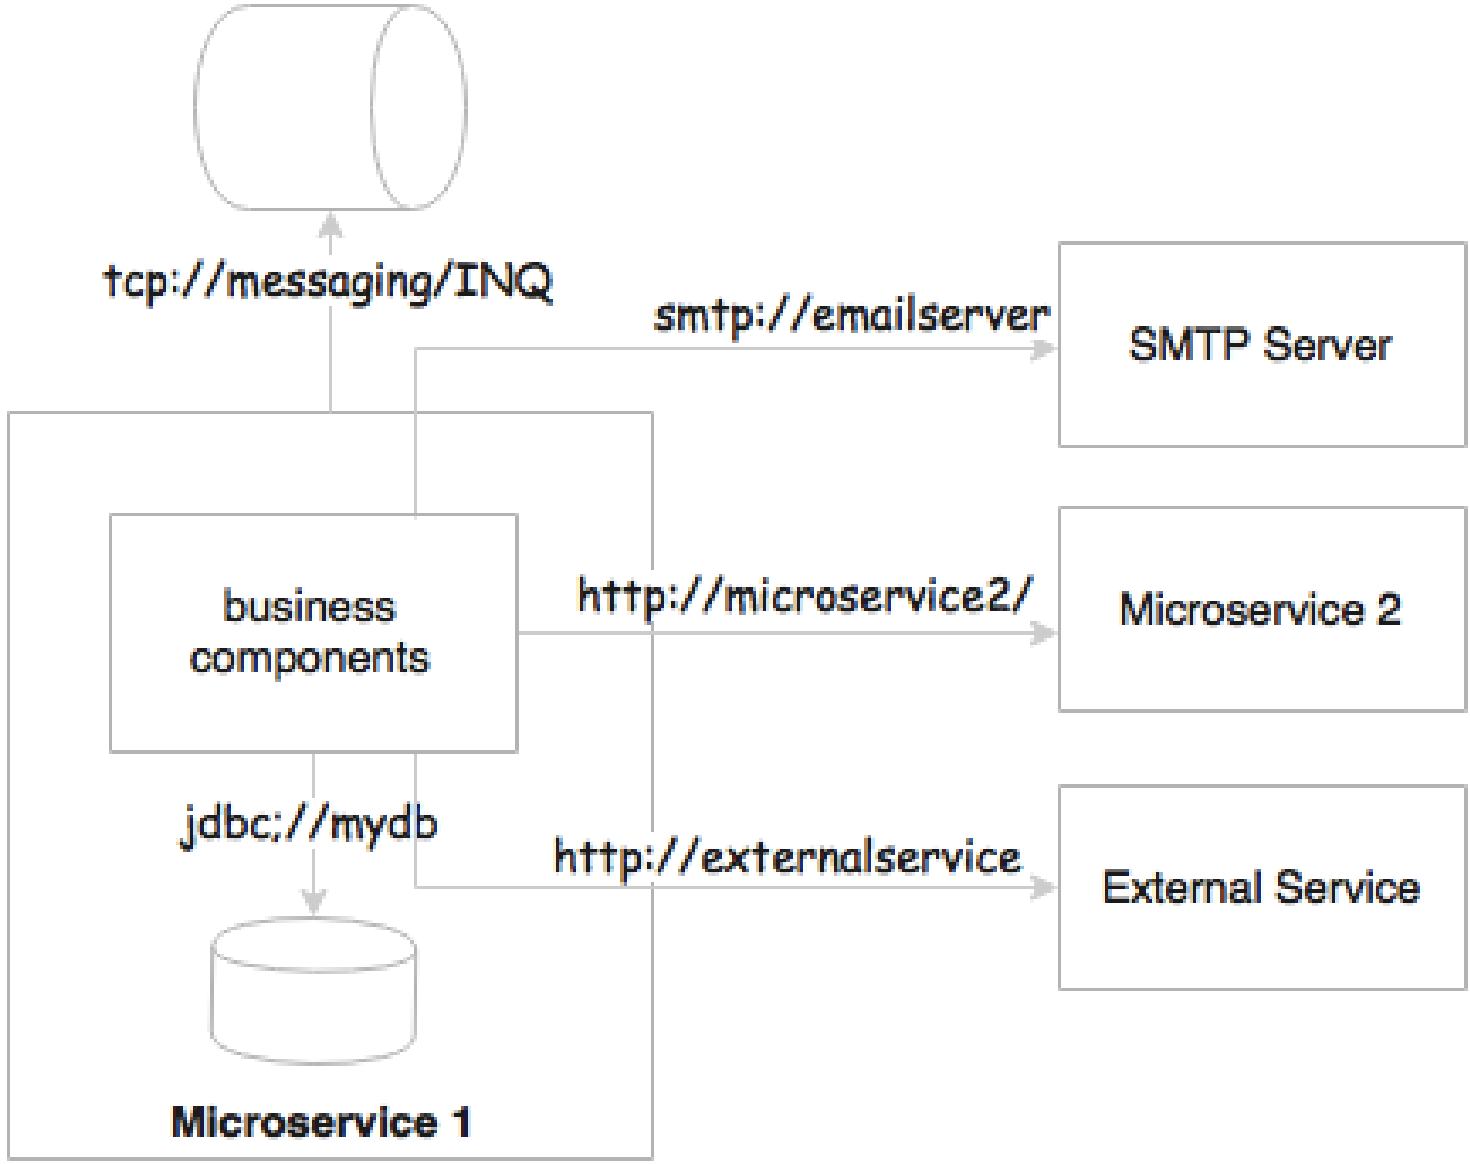 tcp://messaging/INQ
smtp://emailserver
SMTP Server
business
components
http://microservice2/
Microservice 2
jdbc;//mydb
http://externalservice
External Service
Microservice 1